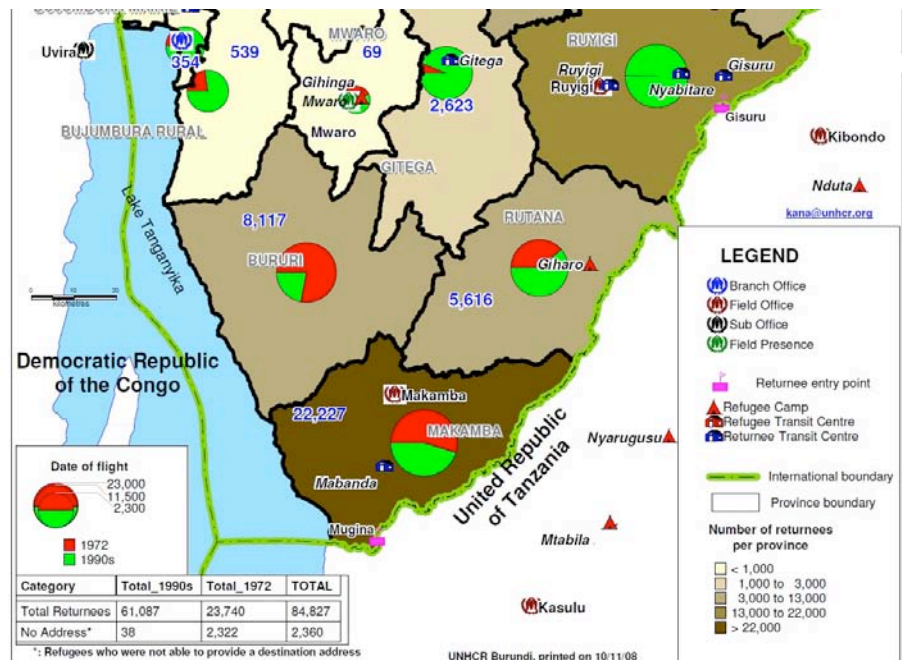 BUJUMBURA MAIRIE
Uvira
354
539
MWARO
69
Gihinga
Mwaro
Mwaro
BUJUMBURA RURAL
Gitega
2,623
GITEGA
RUYIGI
Ruyigi
Ruyigi
Nyabitare
Gisuru
Gisuru
Kibondo
Nduta
kana@unhcr.org
Lake Tanganyika
8,117
BURURI
RUTANA
Giharo
5,616
kilometres
Democratic Republic
of the Congo
22,227
Makamba
MAKAMBA
Mabanda
Mugina
United Republic
of Tanzania
Nyarugusu
Mtabila
Kasulu
LEGEND
Branch Office
Field Office
Sub Office
Field Presence
Returnee entry point
Refugee Camp
Refugee Transit Centre
Returnee Transit Centre
International boundary
Province boundary
Number of returnees
per province
< 1,000
1,000 to 3,000
3,000 to 13,000
13,000 to 22,000
> 22,000
Date of flight
23,000
11,500
2,300
1972
1990s
Category Total_1990s Total_1972 TOTAL
Total Returnees 61,087 23,740 84,827
No Address* 38 2,322 2,360
*: Refugees who were not able to provide a destination address
UNHCR Burundi, printed on 10/11/08